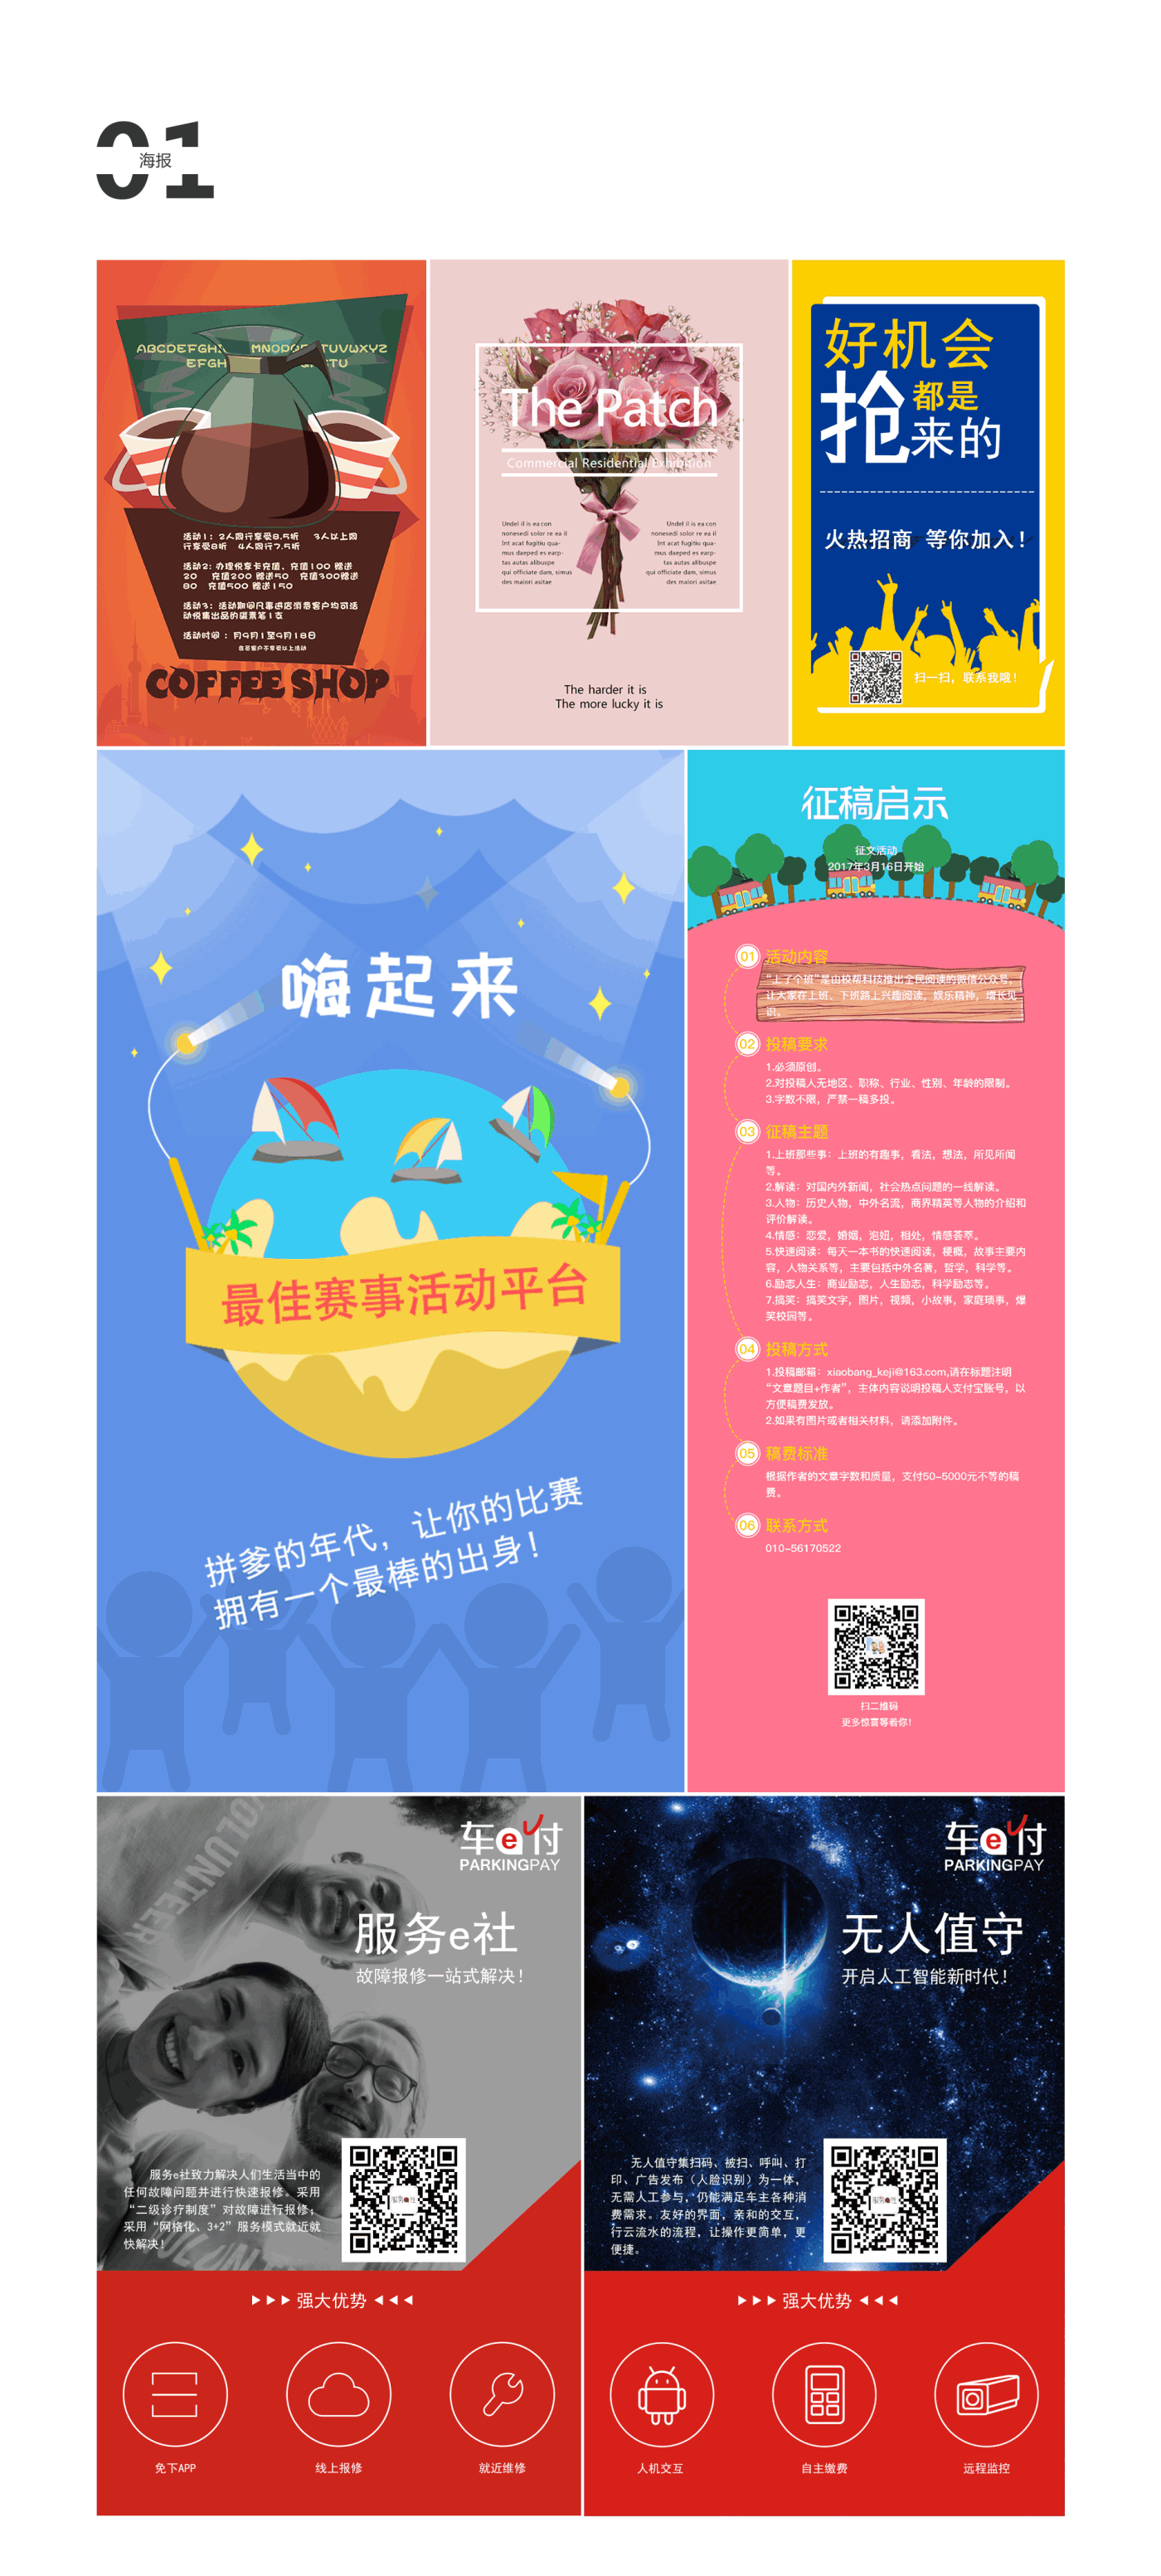 01
海报
ABCDEFGH
MNOPQ
TUVWXYZ
EFGH
TU
活动1：2人同行享受8.5折 3人以上同
行享受8折 4人同行7.5折
活动2：办理悦享卡充值、充值100 赠送
20 充值200 赠送50 充值300赠送
80 充值500 赠送150
活动3：活动期间凡事进店消意客户均可活
动悦集出品的
活动时间：月9月1至9月18日
COFFEE SHOP
The Patch
Commercial Residential Exhibition
Undel il is ea con
nonesed solor re ea il
Int acat fugitiu qua-
mus daeped es earp-
tas autas alibuspe
qui officiate dam, simus
des maiori asitae
Undel il is ea con
nonesed solor re ea il
Int acat fugitiu qua-
mus daeped es earp-
tas autas alibuspe
qui officiate dam, simus
des maiori asitae
The harder it is
The more lucky it is
好机会
抢都是
来的
火热招商 等你加入！
扫一扫，联系我哦！
嗨起来
最佳赛事活动平台
拼爹的年代，让你的比赛
拥有一个最棒的出身！
征稿启示
征文活动
2017年3月16日开始
01 活动内容
“上了个班”是由校帮科技推出全民阅读的微信公众号，
让大家在上班、下班路上兴趣阅读，娱乐精神，增长见
识。
02 投稿要求
1.必须原创。
2.对投稿人无地区、职称、行业、性别、年龄的限制。
3.字数不限，严禁一稿多投。
03 征稿主题
1.上班那些事：上班的有趣事，看法，想法，所见所闻
等。
2.解读：对国内外新闻，社会热点问题的一线解读。
3.人物：历史人物，中外名流，商界精英等人物的介绍和
评价解读。
4.情感：恋爱，婚姻，泡妞，相处，情感荟萃。
5.快速阅读：每天一本书的快速阅读，梗概，故事主要内
容，人物关系等，主要包括中外名著，哲学，科学等。
6.励志人生：商业励志，人生励志，科学励志等。
7.搞笑：搞笑文字，图片，视频，小故事，家庭琐事，爆
笑校园等。
04 投稿方式
1.投稿邮箱：xiaobang_keji@163.com,请在标题注明
“文章题目+作者”，主体内容说明投稿人支付宝账号，以
方便稿费发放。
2.如果有图片或者相关材料，请添加附件。
05 稿费标准
根据作者的文章字数和质量，支付50-5000元不等的稿
费。
06 联系方式
010-56170522
扫二维码
更多惊喜等着你！
VOLUNTEER
车e付
PARKINGPAY
服务e社
故障报修一站式解决！
服务e社致力解决人们生活当中的
任何故障问题并进行快速报修。采用
“二级诊疗制度”对故障进行报修；
采用“网格化、3+2”服务模式就近就
快解决！
强大优势
免下APP
线上报修
就近维修
车e付
PARKINGPAY
无人值守
开启人工智能新时代！
无人值守集扫码、被扫、呼叫、打
印、广告发布（人脸识别）为一体，
无需人工参与，仍能满足车主各种消
费需求。友好的界面，亲和的交互，
行云流水的流程，让操作更简单，更
便捷。
强大优势
人机交互
自主缴费
远程监控